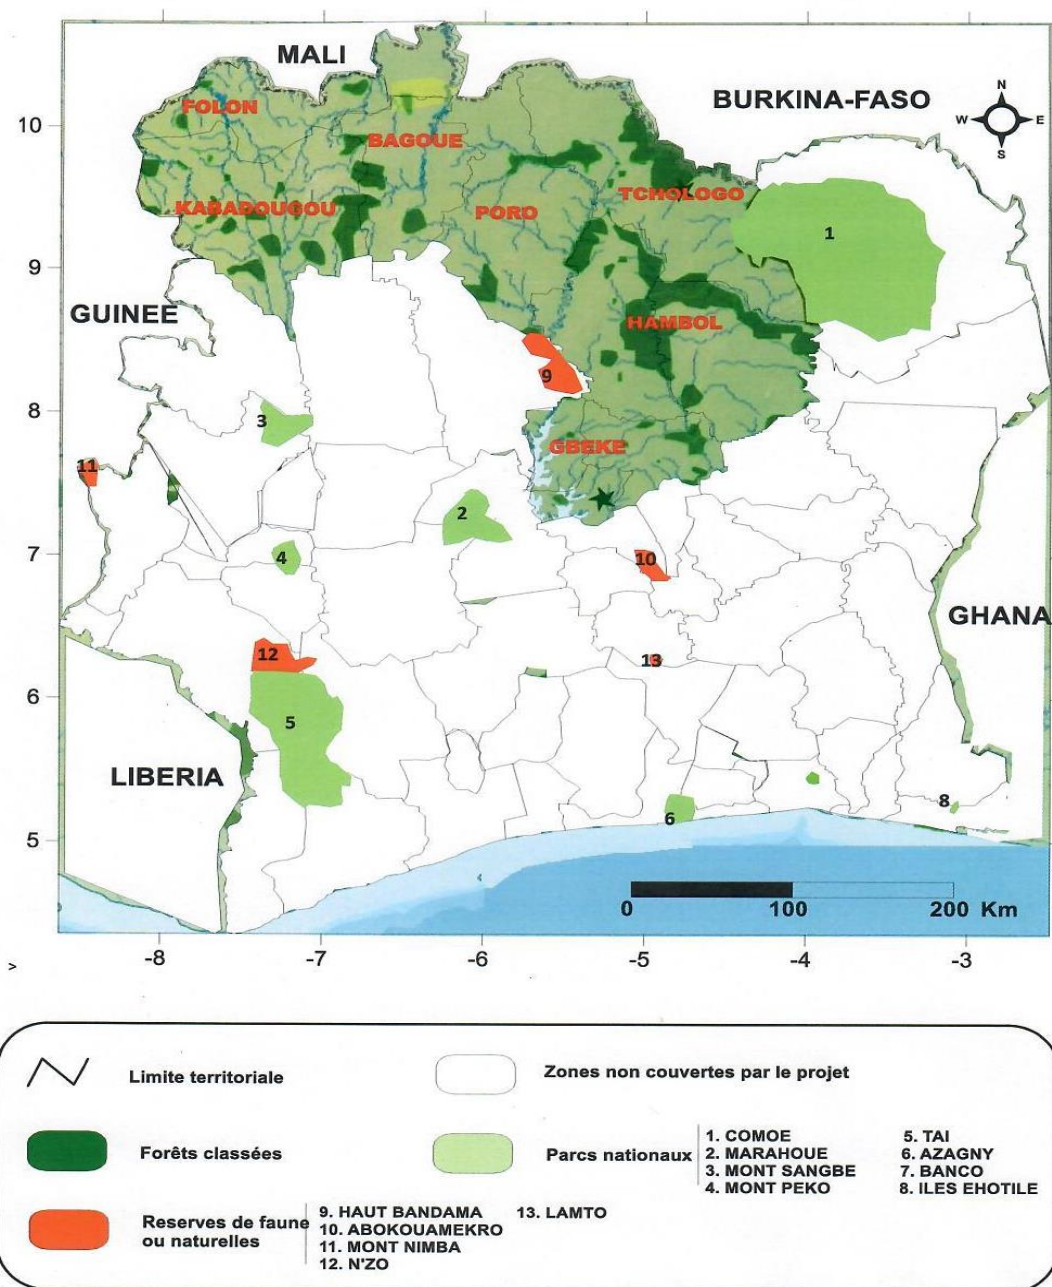 MALI
BURKINA-FASO
N
W E
S
FOLON
10
BAGOUE
TCHOLOGO
KABADOUGOU
PORO
1
9
GUINEE
HAMBOL
9
8
3
GBEKE
11
2
7
4
10
GHANA
12
13
6
5
LIBERIA
8
6
5
0 100 200 Km
-8 -7 -6 -5 -4 -3
>
Limite territoriale
Zones non couvertes par le projet
Forêts classées
Parcs nationaux
1. COMOE
2. MARAHOUE
3. MONT SANGBE
4. MONT PEKO
5. TAI
6. AZAGNY
7. BANCO
8. ILES EHOTILE
Reserves de faune
ou naturelles
9. HAUT BANDAMA
10. ABOKOUAMEKRO
11. MONT NIMBA
12. N'ZO
13. LAMTO